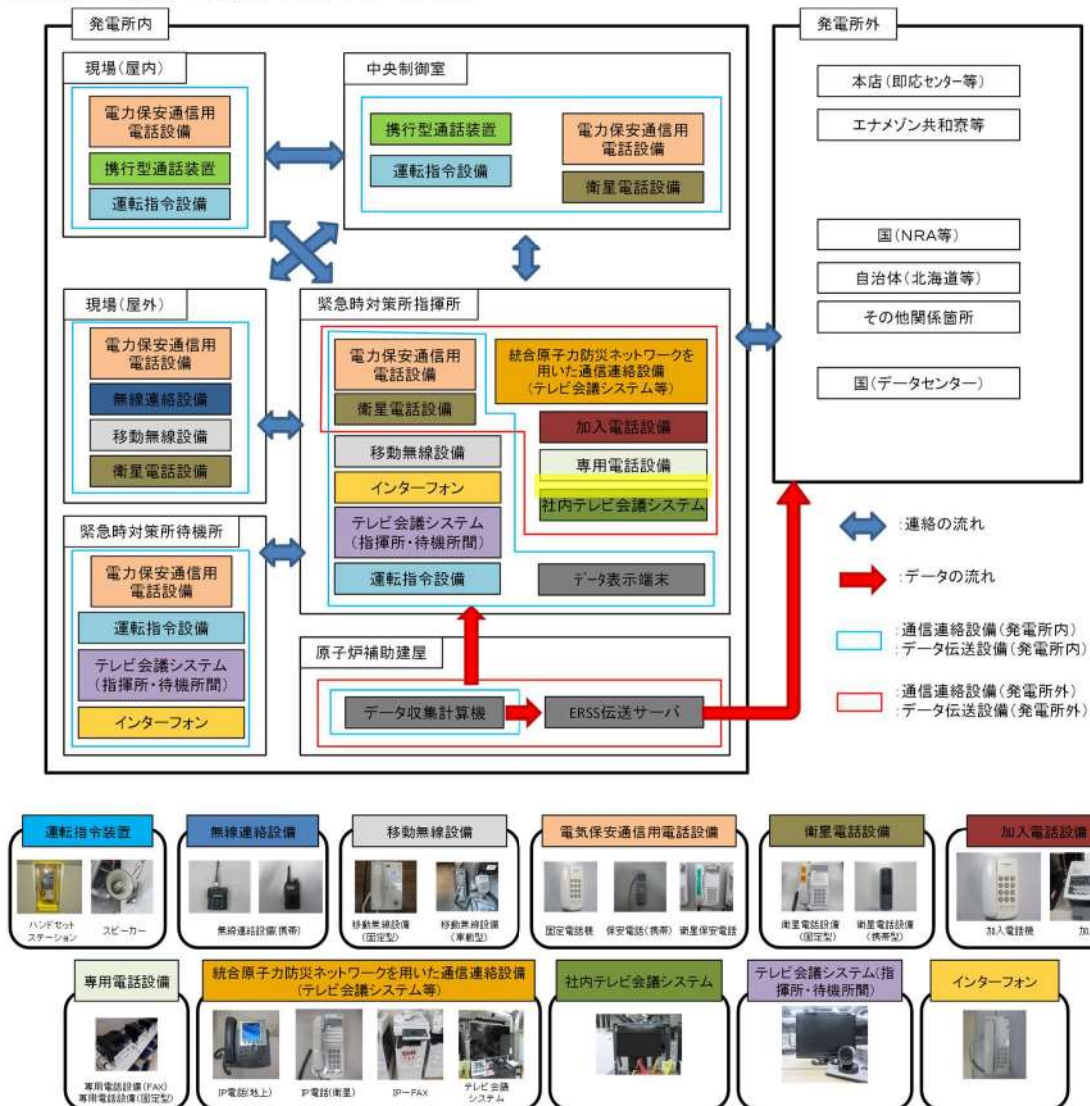 発電所内
発電所外
現場(屋内)
電力保安通信用
電話設備
携行型通話装置
運転指令設備
中央制御室
携行型通話装置
運転指令設備
電力保安通信用
電話設備
衛星電話設備
本店(即応センター等)
エナメゾン共和寮等
国(NRA等)
自治体(北海道等)
その他関係箇所
国(データセンター)
現場(屋外)
電力保安通信用
電話設備
無線連絡設備
移動無線設備
衛星電話設備
緊急時対策所指揮所
電力保安通信用
電話設備
衛星電話設備
移動無線設備
インターフォン
テレビ会議システム
(指揮所・待機所間)
運転指令設備
統合原子力防災ネットワークを
用いた通信連絡設備
(テレビ会議システム等)
加入電話設備
専用電話設備
社内テレビ会議システム
データ表示端末
緊急時対策所待機所
電力保安通信用
電話設備
運転指令設備
テレビ会議システム
(指揮所・待機所間)
インターフォン
原子炉補助建屋
データ収集計算機
ERSS伝送サーバ
:連絡の流れ
:データの流れ
:通信連絡設備(発電所内)
:データ伝送設備(発電所内)
:通信連絡設備(発電所外)
:データ伝送設備(発電所外)
運転指令装置
ハンドセット
ステーション
スピーカー
無線連絡設備
無線連絡設備(携帯)
移動無線設備
移動無線設備
(固定型)
移動無線設備
(車載型)
電気保安通信用電話設備
固定電話機
保安電話(携帯)
衛星保安電話
衛星電話設備
衛星電話設備
(固定型)
衛星電話設備
(携帯型)
加入電話設備
加入電話機
加入
専用電話設備
専用電話設備(FAX)
専用電話設備(固定型)
統合原子力防災ネットワークを用いた通信連絡設備
(テレビ会議システム等)
IP電話(地上)
IP電話(衛星)
IP-FAX
テレビ会議
システム
社内テレビ会議システム
テレビ会議システム(指
揮所・待機所間)
インターフォン